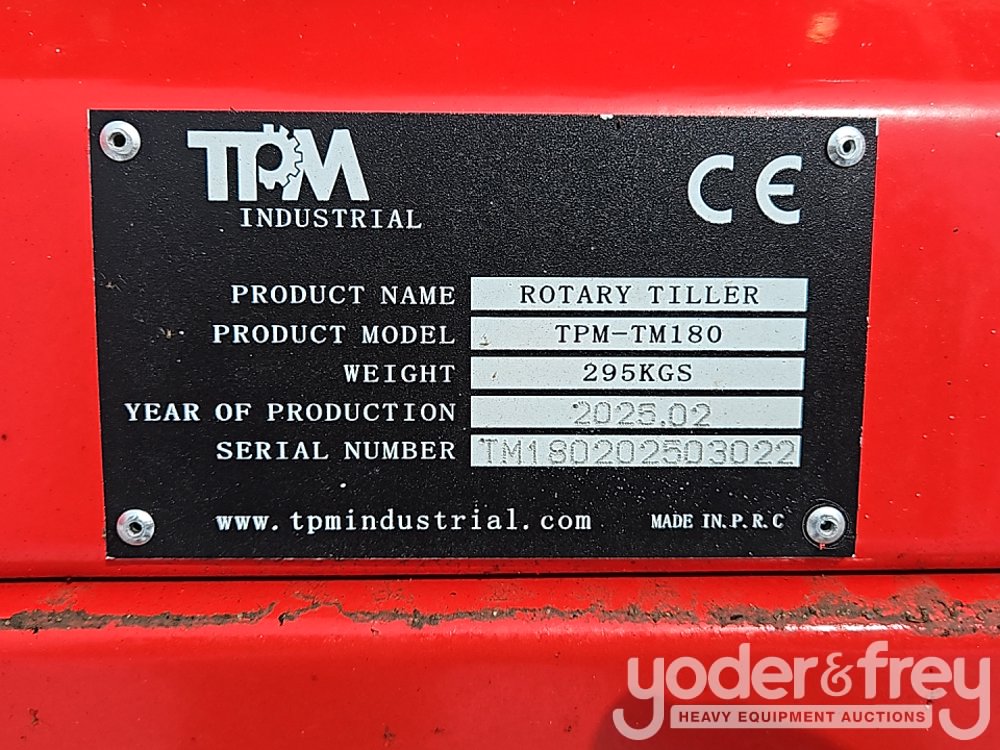 TPM
INDUSTRIAL
CE
PRODUCT NAME ROTARY TILLER
PRODUCT MODEL TPM-TM180
WEIGHT 295KGS
YEAR OF PRODUCTION 2025.02
SERIAL NUMBER TM180202503022
www.tpmindustrial.com MADE IN.P.R.C
yoder&frey
HEAVY EQUIPMENT AUCTIONS